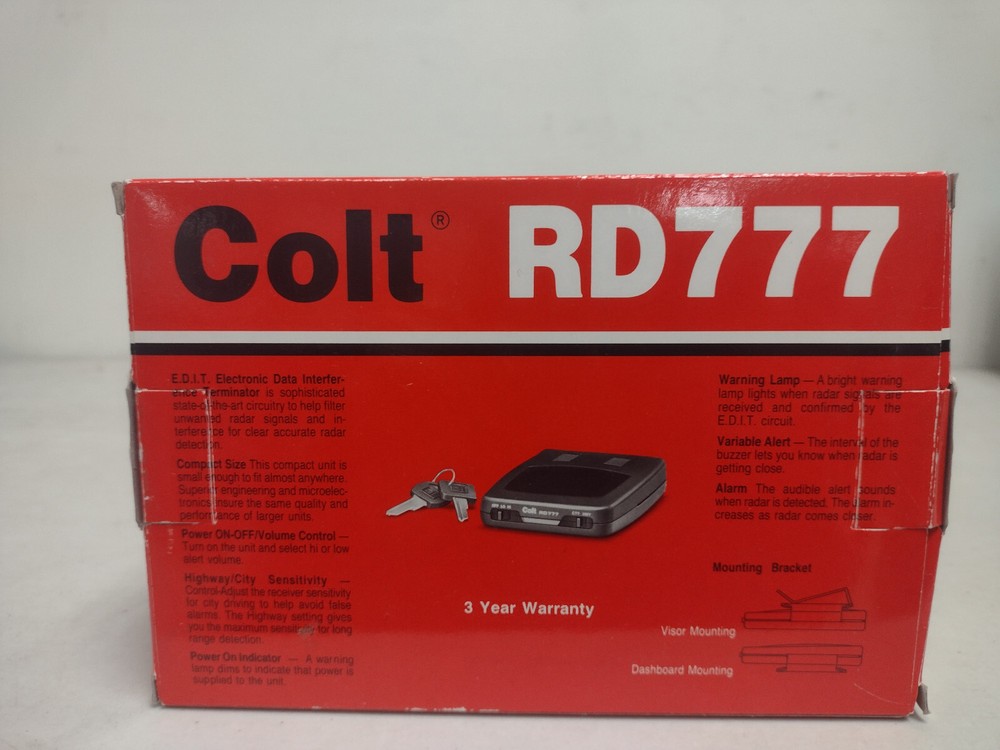 Colt® RD777
E.D.I.T. Electronic Data Interfer-
ence Terminator is sophisticated
state-of-the-art circuitry to help filter
unwanted radar signals and in-
terference for clear accurate radar
detection.
Compact Size This compact unit is
small enough to fit almost anywhere.
Superior engineering and microelec-
tronics insure the same quality and
performance of larger units.
Power ON-OFF/Volume Control —
Turn on the unit and select hi or low
alert volume.
Highway/City Sensitivity —
Control-Adjust the receiver sensitivity
for city driving to help avoid false
alarms. The Highway setting gives
you the maximum sensitivity for long
range detection.
Power On Indicator — A warning
lamp dims to indicate that power is
supplied to the unit.
Colt RD777
3 Year Warranty
Warning Lamp — A bright warning
lamp lights when radar signals are
received and confirmed by the
E.D.I.T. circuit.
Variable Alert — The interval of the
buzzer lets you know when radar is
getting close.
Alarm The audible alert sounds
when radar is detected. The alarm in-
creases as radar comes closer
Mounting Bracket
Visor Mounting
Dashboard Mounting